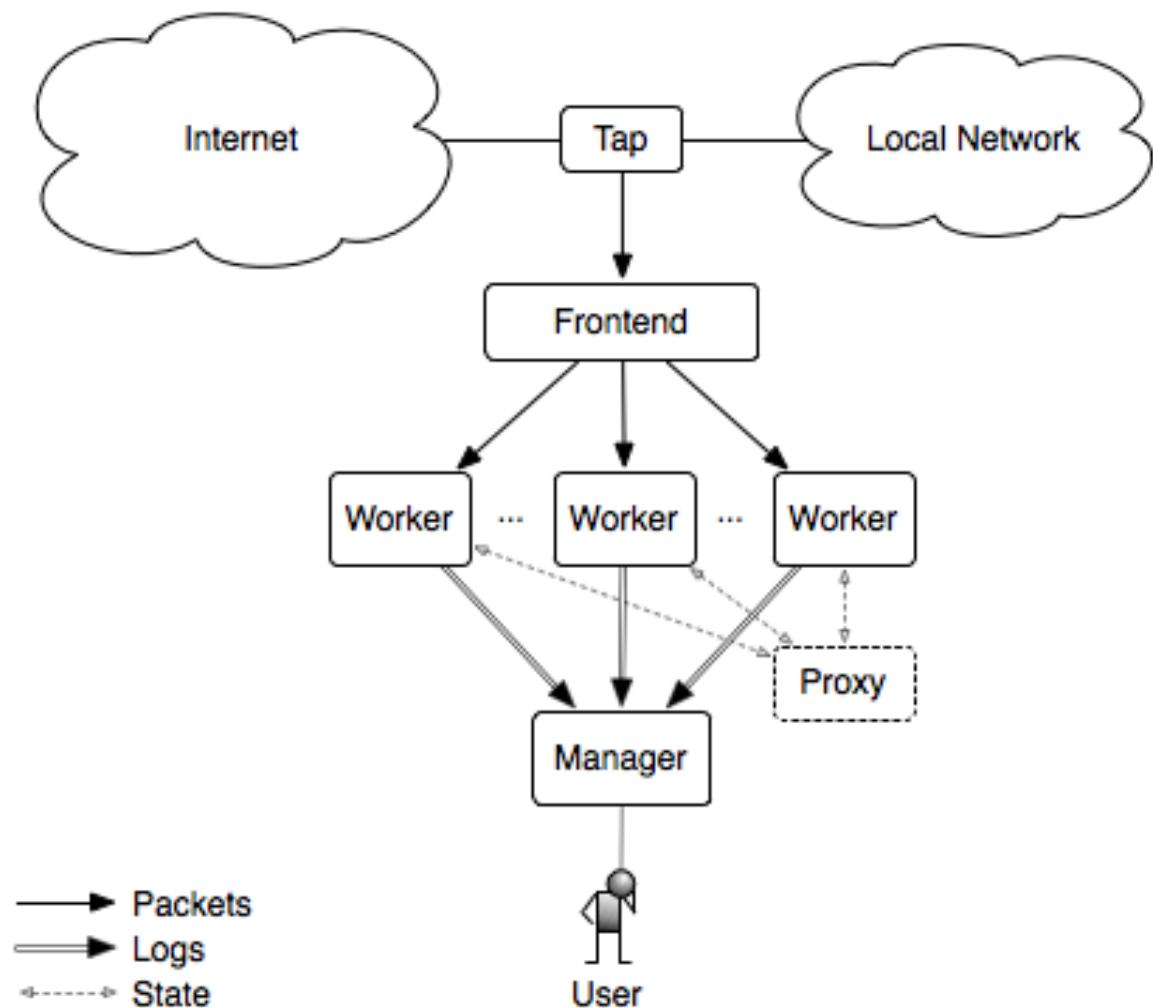 Internet
Tap
Local Network
Frontend
Worker ... Worker ... Worker
Proxy
Manager
Packets
Logs
State
User